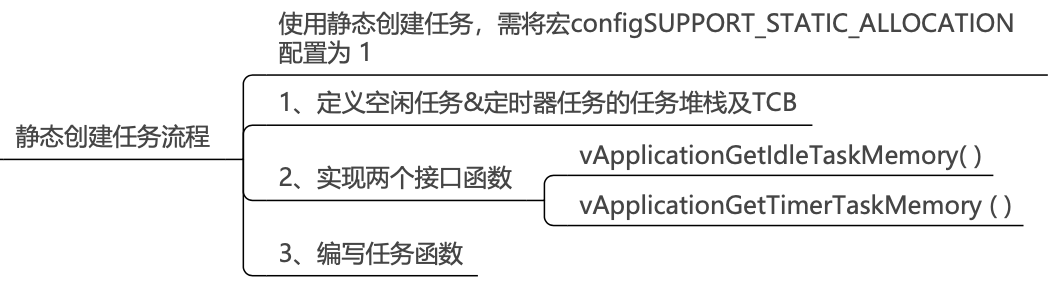 使用静态创建任务，需将宏configSUPPORT_STATIC_ALLOCATION
配置为 1
1、定义空闲任务&定时器任务的任务堆栈及TCB
静态创建任务流程
2、实现两个接口函数
vApplicationGetIdleTaskMemory( )
vApplicationGetTimerTaskMemory ( )
3、编写任务函数